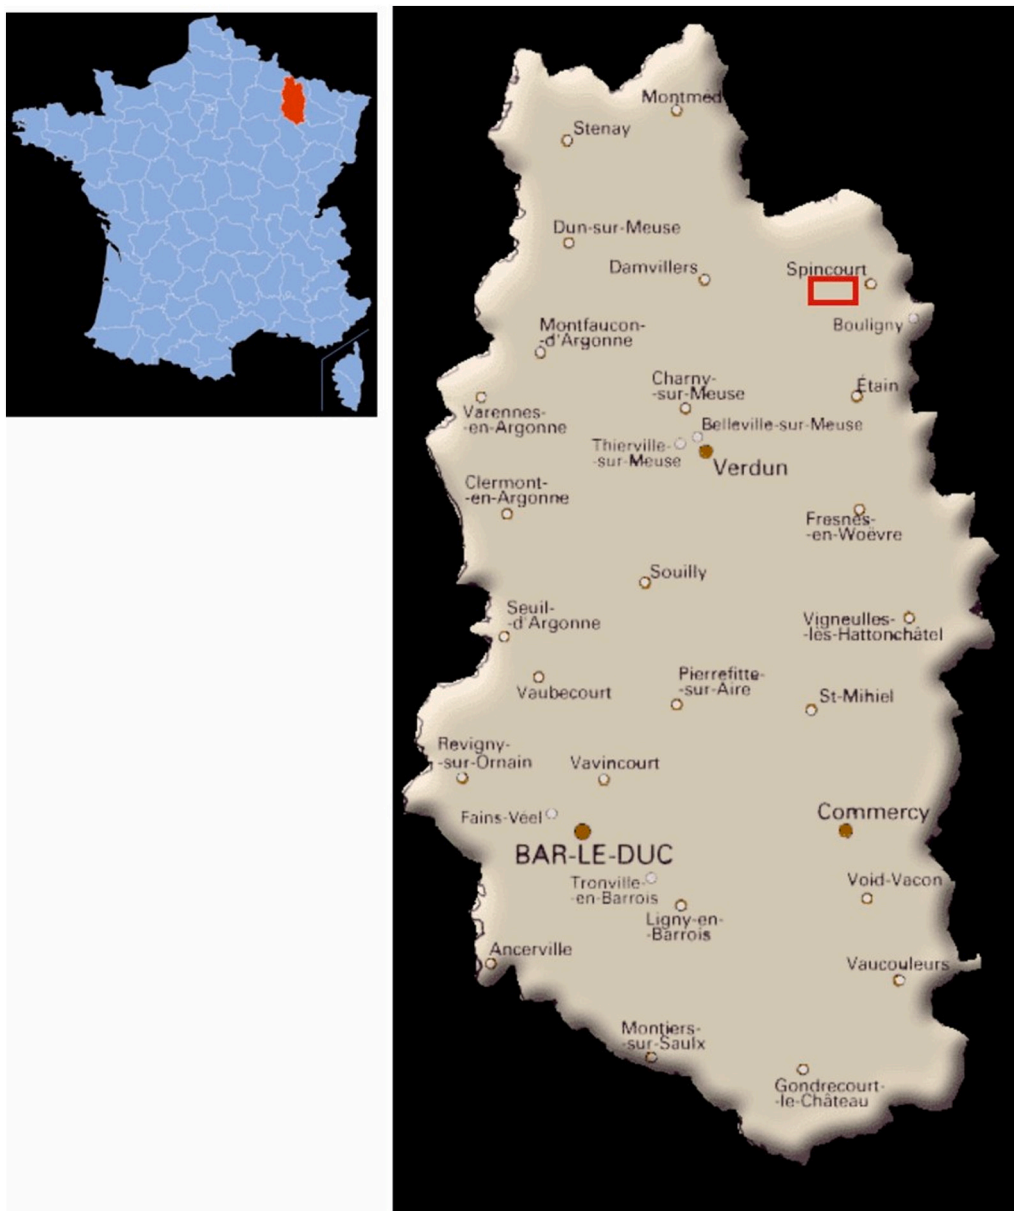 Montmed
Stenay
Dun-sur-Meuse
Damvillers
Spincourt
Bouligny
Montfaucon-
-d'Argonne
Charny-
-sur-Meuse
Étain
Varennes-
-en-Argonne
Belleville-sur-Meuse
Thierville-
-sur-Meuse
Verdun
Clermont-
-en-Argonne
Fresnes-
-en-Woëvre
Souilly
Seuil-
-d'Argonne
Vigneulles-
-lès-Hattonchâtel
Vaubecourt
Pierrefitte-
-sur-Aire
St-Mihiel
Revigny-
-sur-Ornain
Vavincourt
Fains-Véel
Commercy
BAR-LE-DUC
Tronville-
-en-Barrois
Void-Vacon
Ligny-en-
-Barrois
Ancerville
Vaucouleurs
Montiers-
-sur-Saulx
Gondrecourt-
-le-Château